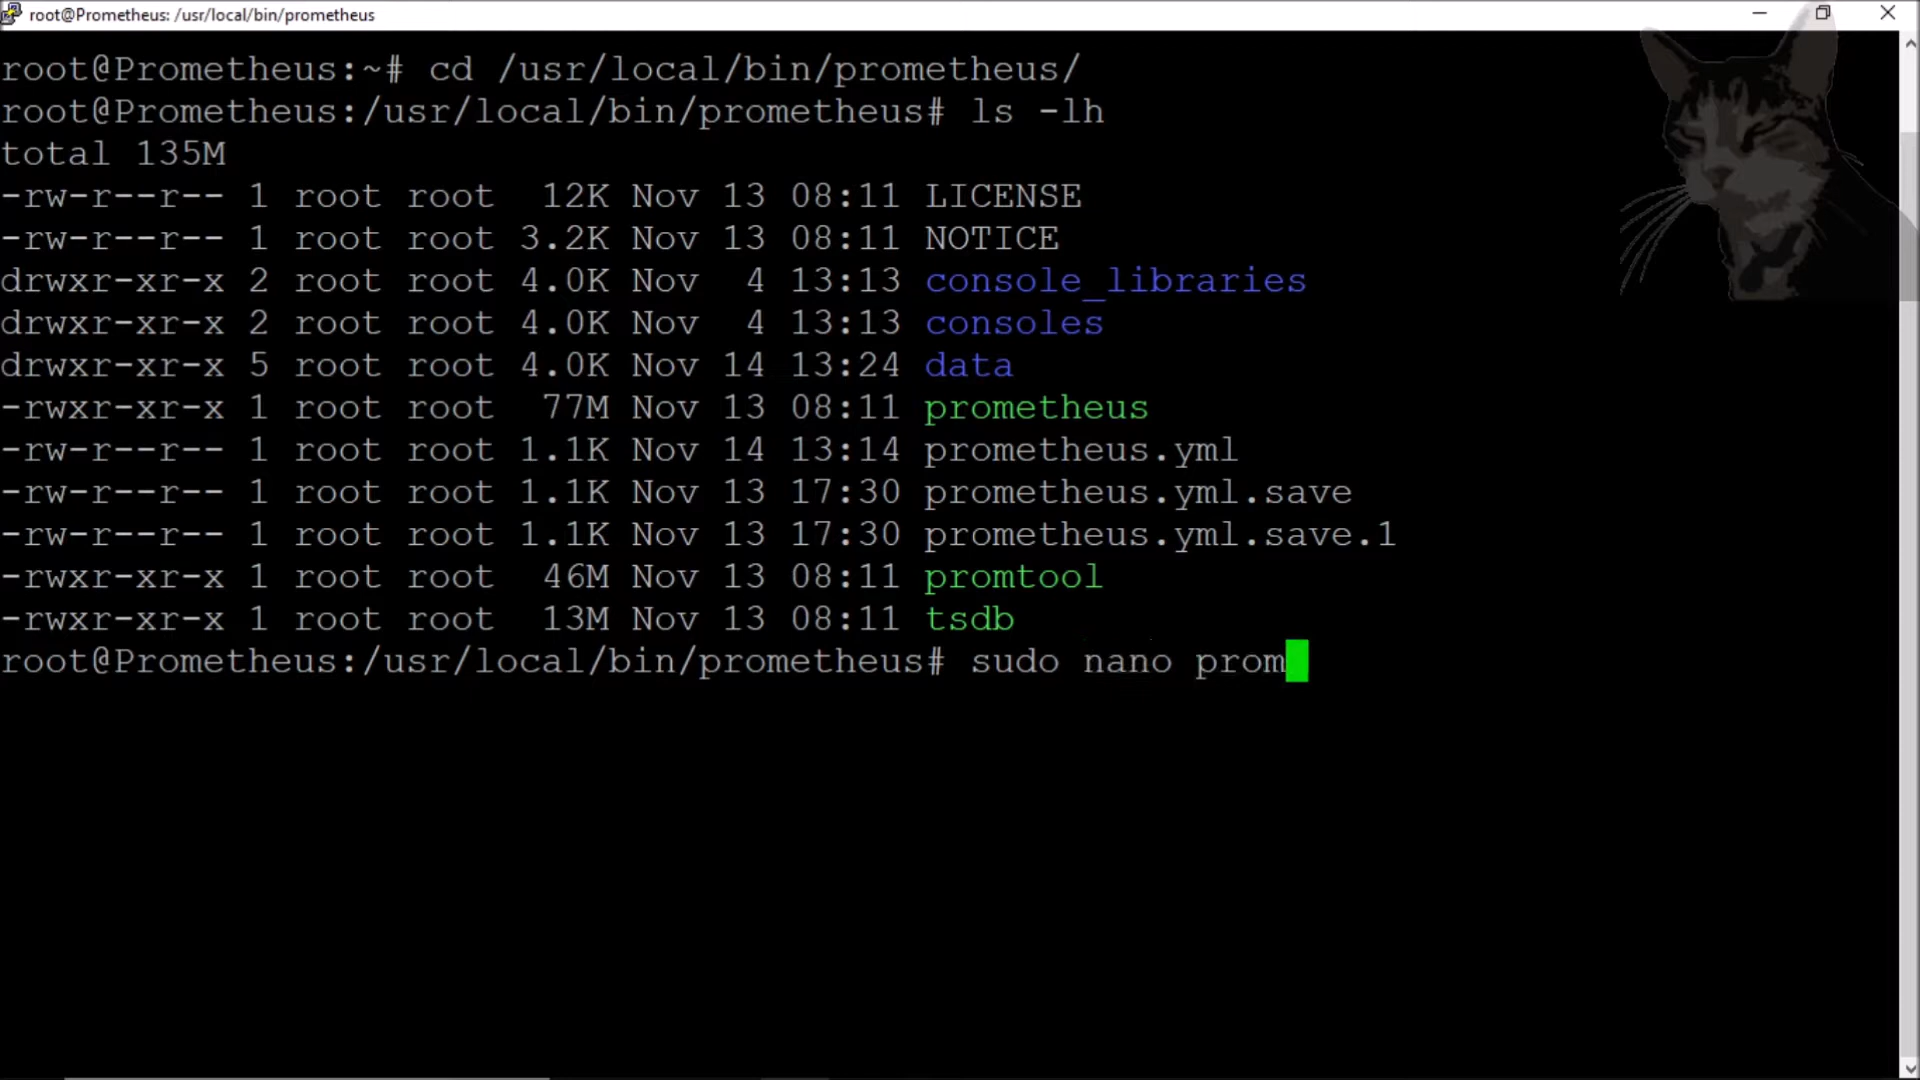 root@Prometheus: /usr/local/bin/prometheus
root@Prometheus:~# cd /usr/local/bin/prometheus/
root@Prometheus:/usr/local/bin/prometheus# ls -lh
total 135M
-rw-r--r-- 1 root root  12K Nov 13 08:11 LICENSE
-rw-r--r-- 1 root root 3.2K Nov 13 08:11 NOTICE
drwxr-xr-x 2 root root 4.0K Nov  4 13:13 console_libraries
drwxr-xr-x 2 root root 4.0K Nov  4 13:13 consoles
drwxr-xr-x 5 root root 4.0K Nov 14 13:24 data
-rwxr-xr-x 1 root root  77M Nov 13 08:11 prometheus
-rw-r--r-- 1 root root 1.1K Nov 14 13:14 prometheus.yml
-rw-r--r-- 1 root root 1.1K Nov 13 17:30 prometheus.yml.save
-rw-r--r-- 1 root root 1.1K Nov 13 17:30 prometheus.yml.save.1
-rwxr-xr-x 1 root root  46M Nov 13 08:11 promtool
-rwxr-xr-x 1 root root  13M Nov 13 08:11 tsdb
root@Prometheus:/usr/local/bin/prometheus# sudo nano prom